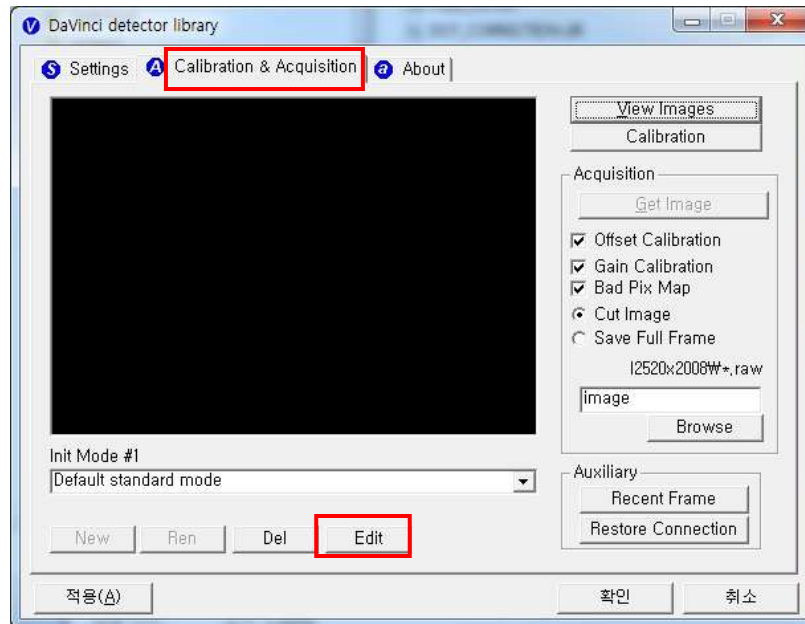 DaVinci detector library
Settings
Calibration & Acquisition
About
View Images
Calibration
Acquisition
Get Image
Offset Calibration
Gain Calibration
Bad Pix Map
Cut Image
Save Full Frame
I2520x2008₩*.raw
image
Browse
Init Mode #1
Default standard mode
Auxiliary
Recent Frame
Restore Connection
New Ren Del Edit
적용(A) 확인 취소